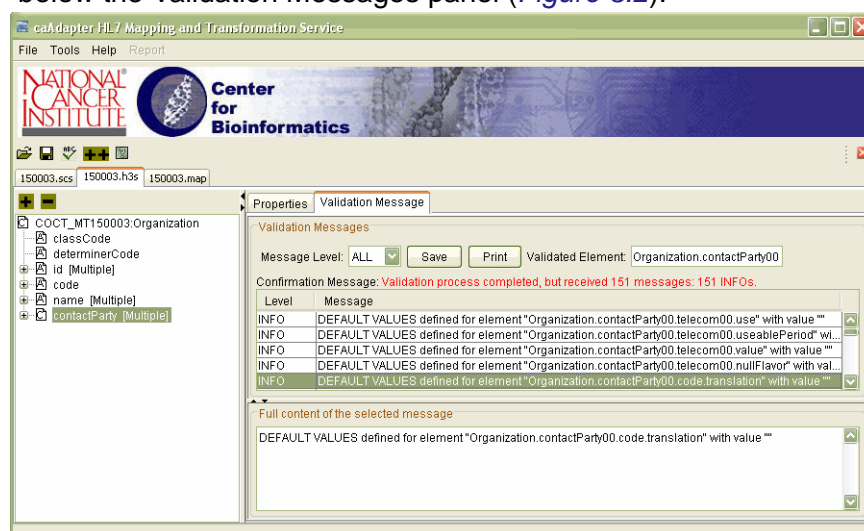 below the Validation Messages panel (Figure 8.2).
caAdapter HL7 Mapping and Transformation Service
File Tools Help Report
NATIONAL CANCER INSTITUTE
Center for Bioinformatics
150003.scs 150003.h3s 150003.map
Properties Validation Message
COCT_MT150003:Organization
classCode
determinerCode
id [Multiple]
code
name [Multiple]
contactParty [Multiple]
Validation Messages
Message Level: ALL Save Print Validated Element: Organization.contactParty00
Confirmation Message: Validation process completed, but received 151 messages: 151 INFOs.
Level Message
INFO DEFAULT VALUES defined for element "Organization.contactParty00.telecom00.use" with value ""
INFO DEFAULT VALUES defined for element "Organization.contactParty00.telecom00.useablePeriod" wi...
INFO DEFAULT VALUES defined for element "Organization.contactParty00.telecom00.value" with value ""
INFO DEFAULT VALUES defined for element "Organization.contactParty00.telecom00.nullFlavor" with val...
INFO DEFAULT VALUES defined for element "Organization.contactParty00.code.translation" with value ""
Full content of the selected message
DEFAULT VALUES defined for element "Organization.contactParty00.code.translation" with value ""